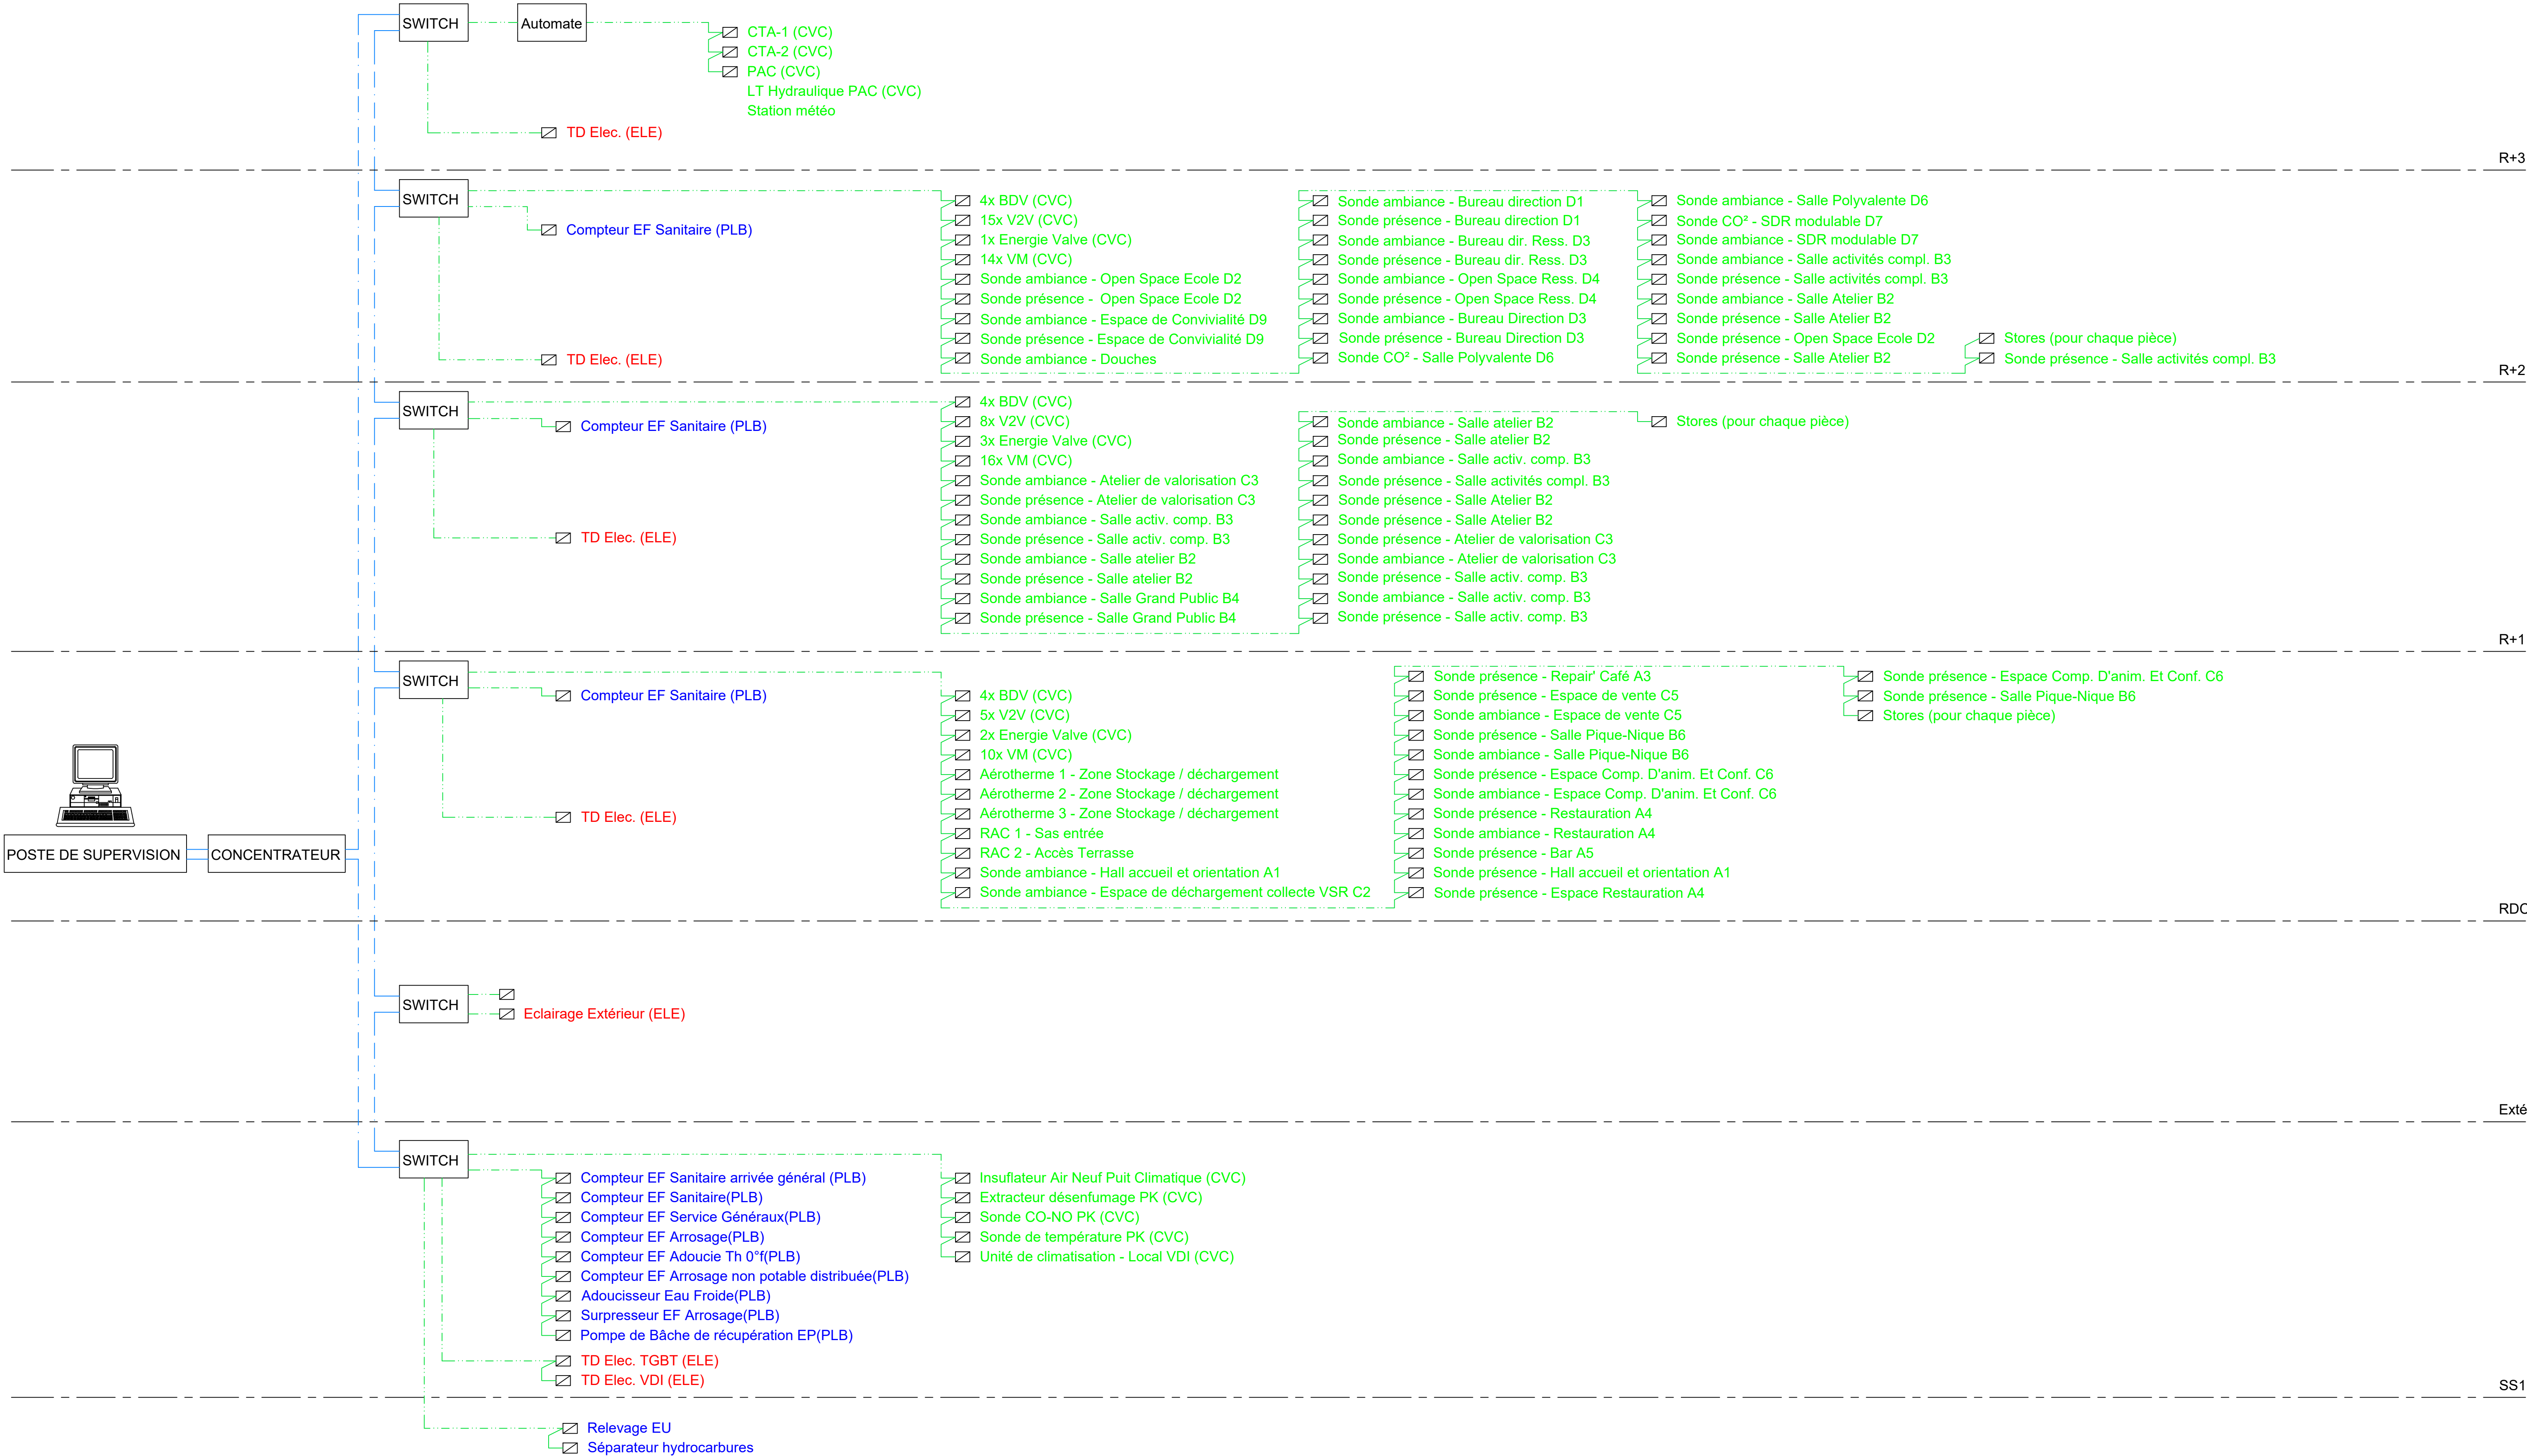 SWITCH
Automate
CTA-1 (CVC)
CTA-2 (CVC)
PAC (CVC)
LT Hydraulique PAC (CVC)
Station météo
TD Elec. (ELE)
R+3
SWITCH
Compteur EF Sanitaire (PLB)
TD Elec. (ELE)
4x BDV (CVC)
15x V2V (CVC)
1x Energie Valve (CVC)
14x VM (CVC)
Sonde ambiance - Open Space Ecole D2
Sonde présence - Open Space Ecole D2
Sonde ambiance - Espace de Convivialité D9
Sonde présence - Espace de Convivialité D9
Sonde ambiance - Douches
Sonde ambiance - Bureau direction D1
Sonde présence - Bureau direction D1
Sonde ambiance - Bureau dir. Ress. D3
Sonde présence - Bureau dir. Ress. D3
Sonde ambiance - Open Space Ress. D4
Sonde présence - Open Space Ress. D4
Sonde ambiance - Bureau Direction D3
Sonde présence - Bureau Direction D3
Sonde CO² - Salle Polyvalente D6
Sonde ambiance - Salle Polyvalente D6
Sonde CO² - SDR modulable D7
Sonde ambiance - SDR modulable D7
Sonde ambiance - Salle activités compl. B3
Sonde présence - Salle activités compl. B3
Sonde ambiance - Salle Atelier B2
Sonde présence - Salle Atelier B2
Sonde présence - Open Space Ecole D2
Sonde présence - Salle Atelier B2
Stores (pour chaque pièce)
Sonde présence - Salle activités compl. B3
R+2
SWITCH
Compteur EF Sanitaire (PLB)
TD Elec. (ELE)
4x BDV (CVC)
8x V2V (CVC)
3x Energie Valve (CVC)
16x VM (CVC)
Sonde ambiance - Atelier de valorisation C3
Sonde présence - Atelier de valorisation C3
Sonde ambiance - Salle activ. comp. B3
Sonde présence - Salle activ. comp. B3
Sonde ambiance - Salle atelier B2
Sonde présence - Salle atelier B2
Sonde ambiance - Salle Grand Public B4
Sonde présence - Salle Grand Public B4
Sonde ambiance - Salle atelier B2
Sonde présence - Salle atelier B2
Sonde ambiance - Salle activ. comp. B3
Sonde présence - Salle activités compl. B3
Sonde présence - Salle Atelier B2
Sonde présence - Salle Atelier B2
Sonde présence - Atelier de valorisation C3
Sonde ambiance - Atelier de valorisation C3
Sonde présence - Salle activ. comp. B3
Sonde ambiance - Salle activ. comp. B3
Sonde présence - Salle activ. comp. B3
Stores (pour chaque pièce)
R+1
SWITCH
Compteur EF Sanitaire (PLB)
TD Elec. (ELE)
4x BDV (CVC)
5x V2V (CVC)
2x Energie Valve (CVC)
10x VM (CVC)
Aérotherme 1 - Zone Stockage / déchargement
Aérotherme 2 - Zone Stockage / déchargement
Aérotherme 3 - Zone Stockage / déchargement
RAC 1 - Sas entrée
RAC 2 - Accès Terrasse
Sonde ambiance - Hall accueil et orientation A1
Sonde ambiance - Espace de déchargement collecte VSR C2
Sonde présence - Repair' Café A3
Sonde présence - Espace de vente C5
Sonde ambiance - Espace de vente C5
Sonde présence - Salle Pique-Nique B6
Sonde ambiance - Salle Pique-Nique B6
Sonde présence - Espace Comp. D'anim. Et Conf. C6
Sonde ambiance - Espace Comp. D'anim. Et Conf. C6
Sonde présence - Restauration A4
Sonde ambiance - Restauration A4
Sonde présence - Bar A5
Sonde présence - Hall accueil et orientation A1
Sonde présence - Espace Restauration A4
Sonde présence - Espace Comp. D'anim. Et Conf. C6
Sonde présence - Salle Pique-Nique B6
Stores (pour chaque pièce)
POSTE DE SUPERVISION
CONCENTRATEUR
RDC
SWITCH
Eclairage Extérieur (ELE)
Exté
SWITCH
Compteur EF Sanitaire arrivée général (PLB)
Compteur EF Sanitaire(PLB)
Compteur EF Service Généraux(PLB)
Compteur EF Arrosage(PLB)
Compteur EF Adoucie Th 0°f(PLB)
Compteur EF Arrosage non potable distribuée(PLB)
Adoucisseur Eau Froide(PLB)
Surpresseur EF Arrosage(PLB)
Pompe de Bâche de récupération EP(PLB)
TD Elec. TGBT (ELE)
TD Elec. VDI (ELE)
Insuflateur Air Neuf Puit Climatique (CVC)
Extracteur désenfumage PK (CVC)
Sonde CO-NO PK (CVC)
Sonde de température PK (CVC)
Unité de climatisation - Local VDI (CVC)
SS1
Relevage EU
Séparateur hydrocarbures